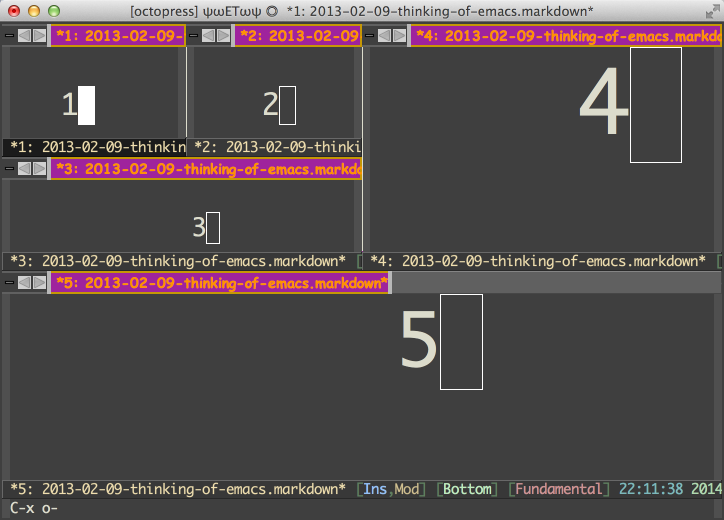 [octopress] ψωETωψ ◎ *1: 2013-02-09-thinking-of-emacs.markdown*
*1: 2013-02-09-
*2: 2013-02-09
*4: 2013-02-09-thinking-of-emacs.markdo
1
2
4
*1: 2013-02-09-thinkin
*2: 2013-02-09-thinki
*3: 2013-02-09-thinking-of-emacs.markdo
3
*3: 2013-02-09-thinking-of-emacs.markdown* [
*4: 2013-02-09-thinking-of-emacs.markdown* [
*5: 2013-02-09-thinking-of-emacs.markdown*
5
*5: 2013-02-09-thinking-of-emacs.markdown* [Ins,Mod] [Bottom] [Fundamental] 22:11:38 2014
C-x o-